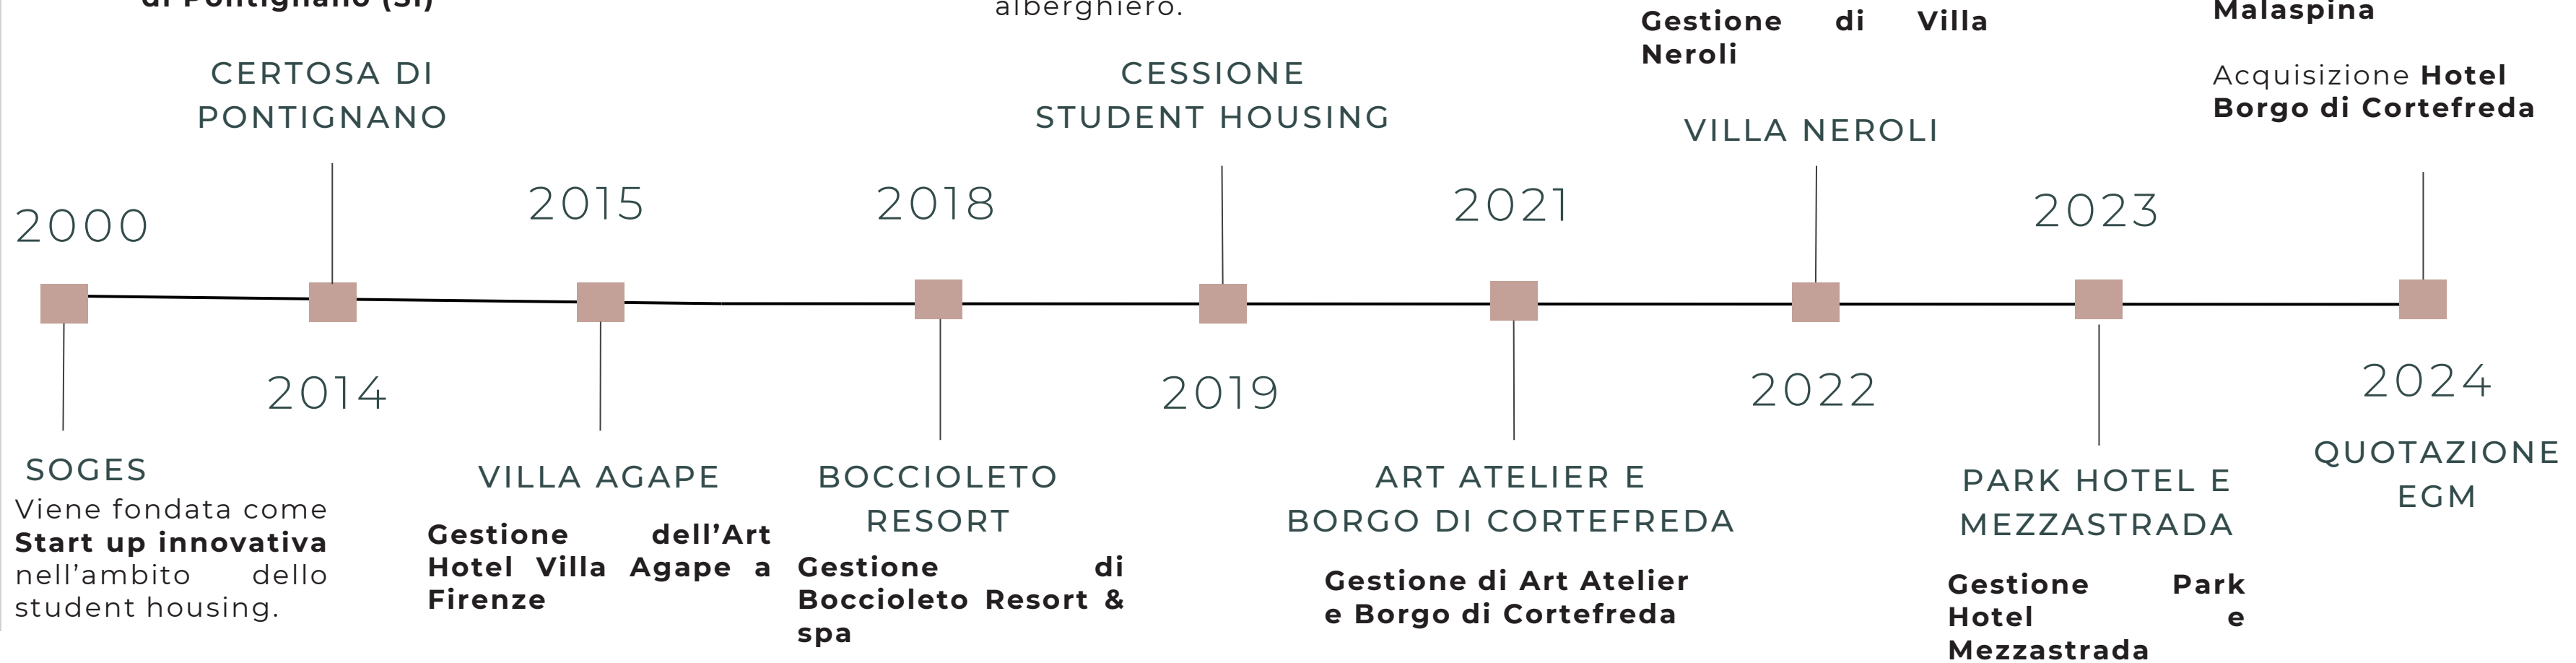 di Pontignano (SI)
alberghiero.
Gestione di Villa
Neroli
Malaspina
Acquisizione Hotel
Borgo di Cortefreda
CERTOSA DI
PONTIGNANO
CESSIONE
STUDENT HOUSING
VILLA NEROLI
2000
2015
2018
2021
2023
2014
2019
2022
2024
SOGES
Viene fondata come
Start up innovativa
nell’ambito dello
student housing.
VILLA AGAPE
Gestione dell’Art
Hotel Villa Agape a
Firenze
BOCCIOLETO
RESORT
Gestione di
Boccioleto Resort &
spa
ART ATELIER E
BORGO DI CORTEFREDA
Gestione di Art Atelier
e Borgo di Cortefreda
PARK HOTEL E
MEZZASTRADA
Gestione Park
Hotel e
Mezzastrada
QUOTAZIONE
EGM